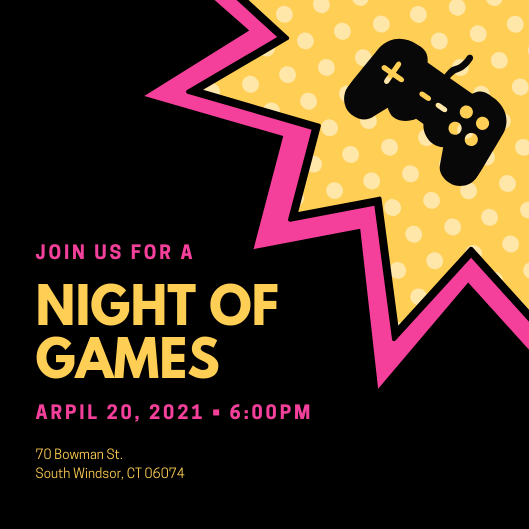 JOIN US FOR A
NIGHT OF
GAMES
ARPIL 20, 2021 ▪ 6:00PM
70 Bowman St.
South Windsor, CT 06074